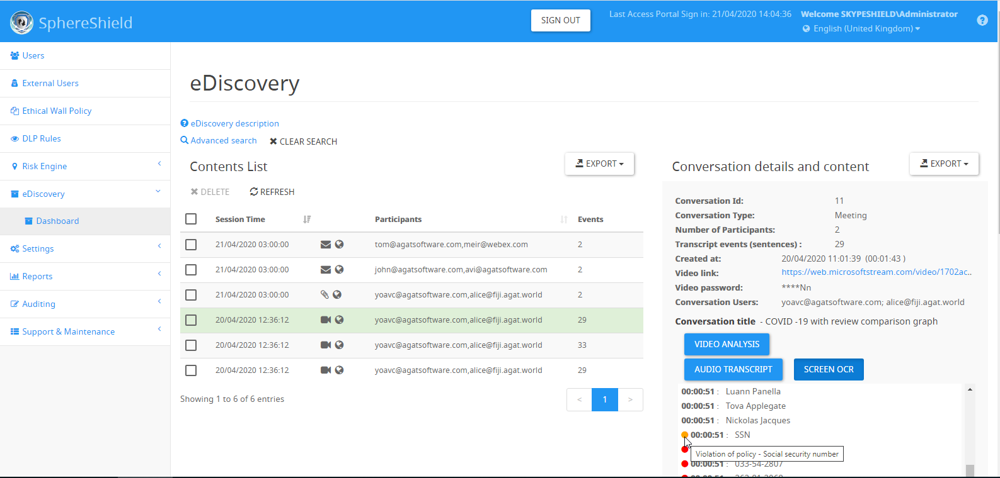 SphereShield
SIGN OUT
Last Access Portal Sign in: 21/04/2020 14:04:36
Welcome SKYPESHIELD\Administrator
English (United Kingdom)
Users
External Users
Ethical Wall Policy
DLP Rules
Risk Engine
eDiscovery
Dashboard
Settings
Reports
Auditing
Support & Maintenance
eDiscovery
eDiscovery description
Advanced search CLEAR SEARCH
Contents List
EXPORT
DELETE REFRESH
Session Time Participants Events
21/04/2020 03:00:00 tom@agatsoftware.com,meir@webex.com 2
21/04/2020 03:00:00 john@agatsoftware.com,avi@agatsoftware.com 2
21/04/2020 03:00:00 yoavc@agatsoftware.com,alice@fiji.agat.world 2
20/04/2020 12:36:12 yoavc@agatsoftware.com,alice@fiji.agat.world 29
20/04/2020 12:36:12 yoavc@agatsoftware.com,alice@fiji.agat.world 33
20/04/2020 12:36:12 yoavc@agatsoftware.com,alice@fiji.agat.world 29
Showing 1 to 6 of 6 entries
< 1 >
Conversation details and content
EXPORT
Conversation Id: 11
Conversation Type: Meeting
Number of Participants: 2
Transcript events (sentences) : 29
Created at: 20/04/2020 11:01:39 (00:01:43 )
Video link: https://web.microsoftstream.com/video/1702ac..
Video password: ****Nn
Conversation Users: yoavc@agatsoftware.com; alice@fiji.agat.world
Conversation title - COVID -19 with review comparison graph
VIDEO ANALYSIS
AUDIO TRANSCRIPT SCREEN OCR
00:00:51 : Luann Panella
00:00:51 : Tova Applegate
00:00:51 : Nickolas Jacques
00:00:51 : SSN
Violation of policy - Social security number
00:00:51 : 033-54-2807